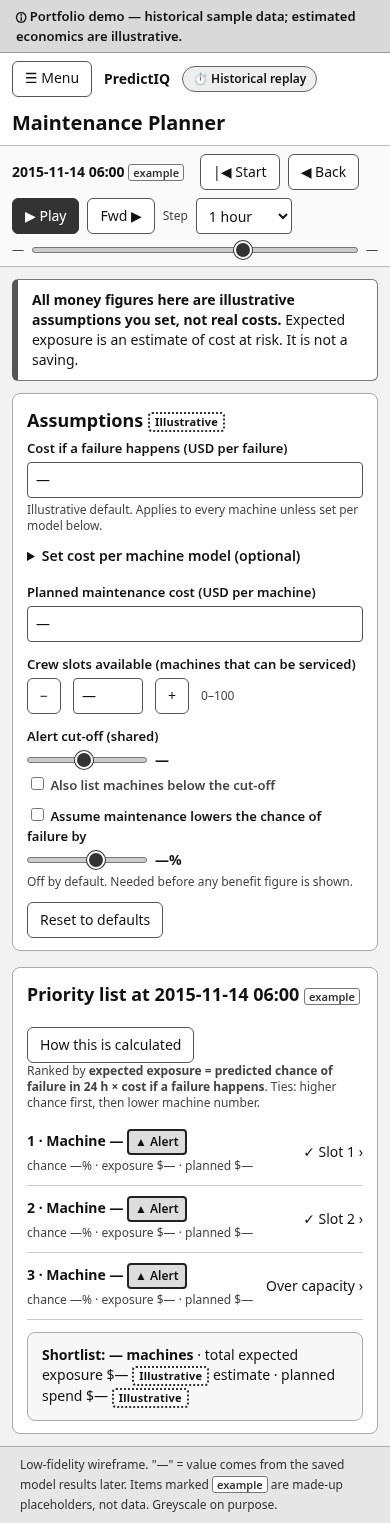 ⓘ Portfolio demo — historical sample data; estimated
economics are illustrative.
☰ Menu PredictIQ ⏱️ Historical replay
Maintenance Planner
2015-11-14 06:00 example |◀ Start ◀ Back
▶ Play Fwd ▶ Step 1 hour
— —
All money figures here are illustrative
assumptions you set, not real costs. Expected
exposure is an estimate of cost at risk. It is not a
saving.
Assumptions Illustrative
Cost if a failure happens (USD per failure)
—
Illustrative default. Applies to every machine unless set per
model below.
▶ Set cost per machine model (optional)
Planned maintenance cost (USD per machine)
—
Crew slots available (machines that can be serviced)
− — + 0–100
Alert cut-off (shared)
—
Also list machines below the cut-off
Assume maintenance lowers the chance of
failure by
—%
Off by default. Needed before any benefit figure is shown.
Reset to defaults
Priority list at 2015-11-14 06:00 example
How this is calculated
Ranked by expected exposure = predicted chance of
failure in 24 h × cost if a failure happens. Ties: higher
chance first, then lower machine number.
1 · Machine — ▲ Alert
chance —% · exposure $— · planned $—
✓ Slot 1 ›
2 · Machine — ▲ Alert
chance —% · exposure $— · planned $—
✓ Slot 2 ›
3 · Machine — ▲ Alert
chance —% · exposure $— · planned $—
Over capacity ›
Shortlist: — machines · total expected
exposure $— Illustrative estimate · planned
spend $— Illustrative
Low-fidelity wireframe. "—" = value comes from the saved
model results later. Items marked example are made-up
placeholders, not data. Greyscale on purpose.